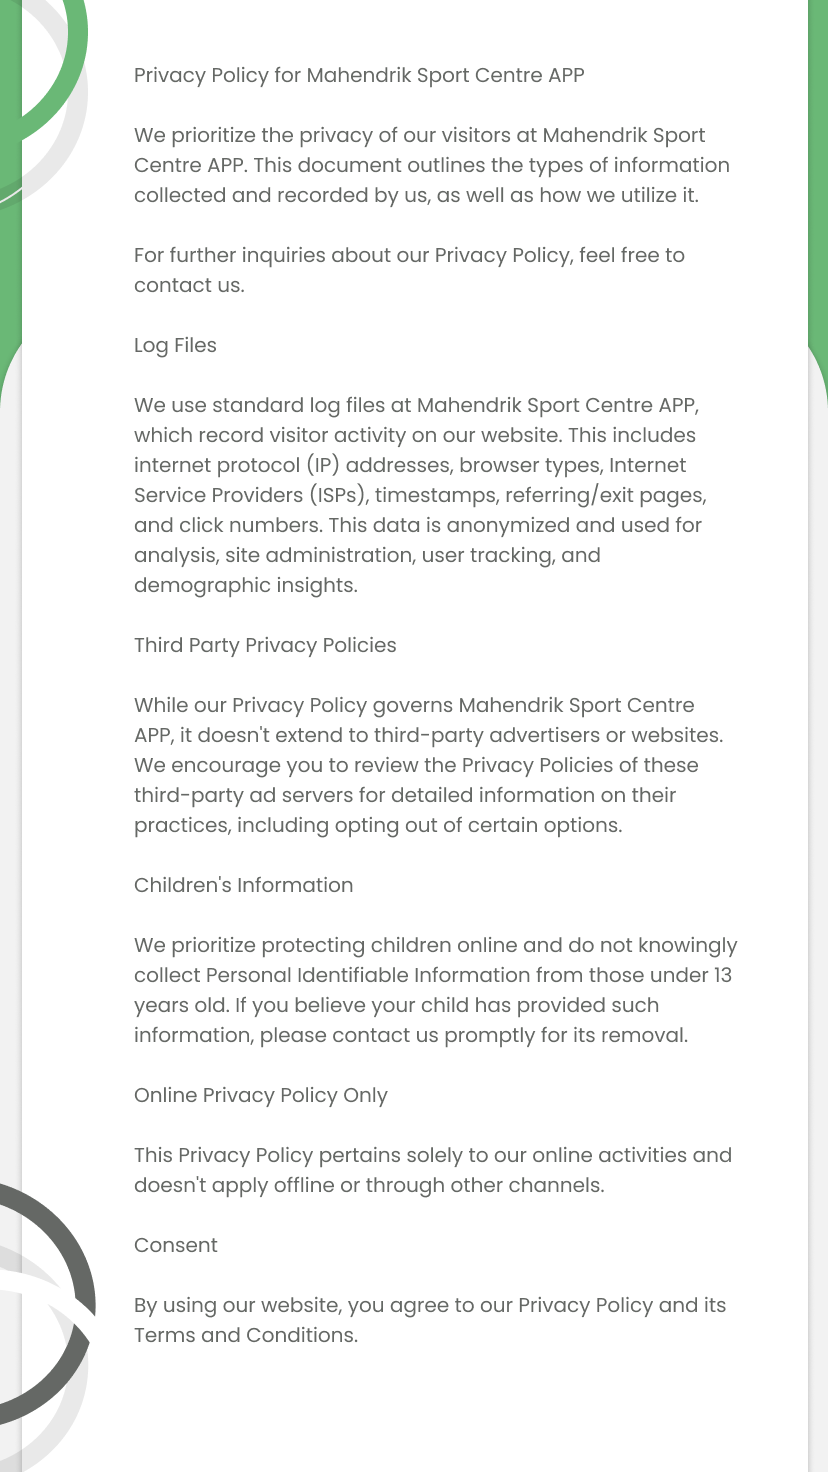 Privacy Policy for Mahendrik Sport Centre APP
We prioritize the privacy of our visitors at Mahendrik Sport
Centre APP. This document outlines the types of information
collected and recorded by us, as well as how we utilize it.
For further inquiries about our Privacy Policy, feel free to
contact us.
Log Files
We use standard log files at Mahendrik Sport Centre APP,
which record visitor activity on our website. This includes
internet protocol (IP) addresses, browser types, Internet
Service Providers (ISPs), timestamps, referring/exit pages,
and click numbers. This data is anonymized and used for
analysis, site administration, user tracking, and
demographic insights.
Third Party Privacy Policies
While our Privacy Policy governs Mahendrik Sport Centre
APP, it doesn't extend to third-party advertisers or websites.
We encourage you to review the Privacy Policies of these
third-party ad servers for detailed information on their
practices, including opting out of certain options.
Children's Information
We prioritize protecting children online and do not knowingly
collect Personal Identifiable Information from those under 13
years old. If you believe your child has provided such
information, please contact us promptly for its removal.
Online Privacy Policy Only
This Privacy Policy pertains solely to our online activities and
doesn't apply offline or through other channels.
Consent
By using our website, you agree to our Privacy Policy and its
Terms and Conditions.